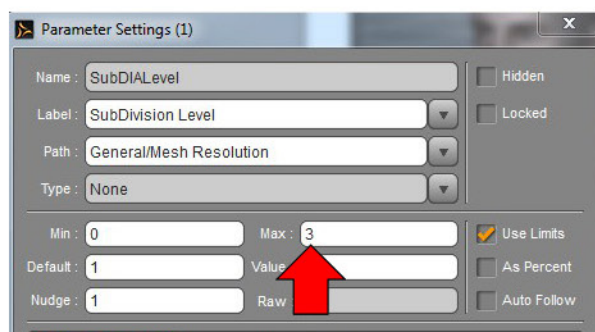 Parameter Settings (1)
X
Name : SubDIALevel
Hidden
Label : SubDivision Level
Locked
Path : General/Mesh Resolution
Type : None
Min : 0 Max : 3 Use Limits
Default : 1 Value As Percent
Nudge : 1 Raw Auto Follow